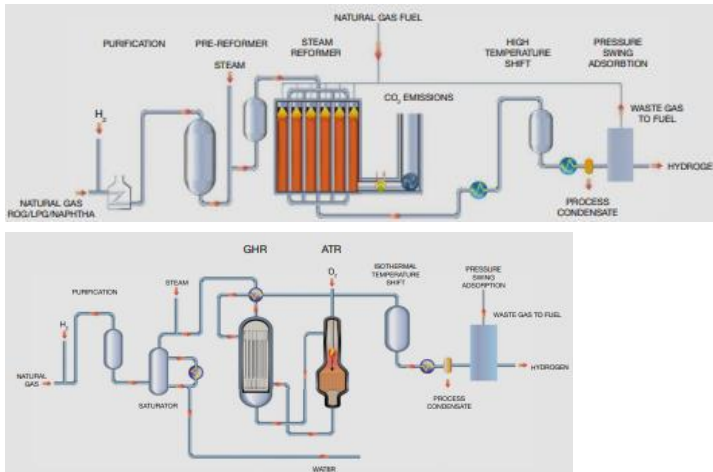 NATURAL GAS FUEL
PURIFICATION
PRE-REFORMER
STEAM
REFORMER
HIGH
TEMPERATURE
SHIFT
PRESSURE
SWING
ADSORBTION
STEAM
CO₂ EMISSIONS
H₂
WASTE GAS
TO FUEL
HYDROGEN
NATURAL GAS
ROG/LPG/NAPHTHA
PROCESS
CONDENSATE
GHR
ATR
PURIFICATION
STEAM
O₂
ISOTHERMAL
TEMPERATURE
SHIFT
PRESSURE
SWING
ADSORPTION
H₂
WASTE GAS TO FUEL
NATURAL
GAS
HYDROGEN
SATURATOR
PROCESS
CONDENSATE
WATER